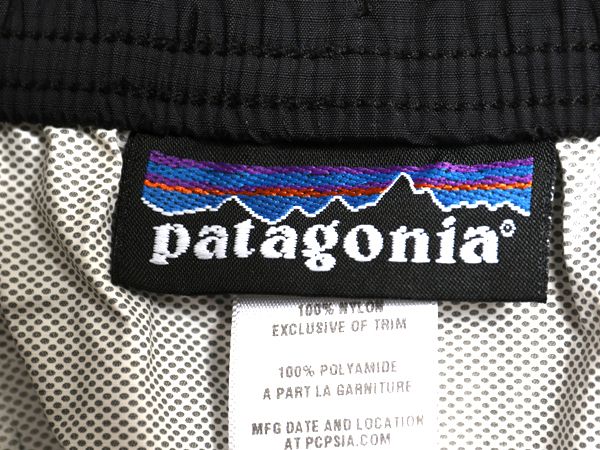 patagonia®
100% NYLON
EXCLUSIVE OF TRIM
100% POLYAMIDE
A PART LA GARNITURE
MFG DATE AND LOCATION
AT PCPSIA.COM